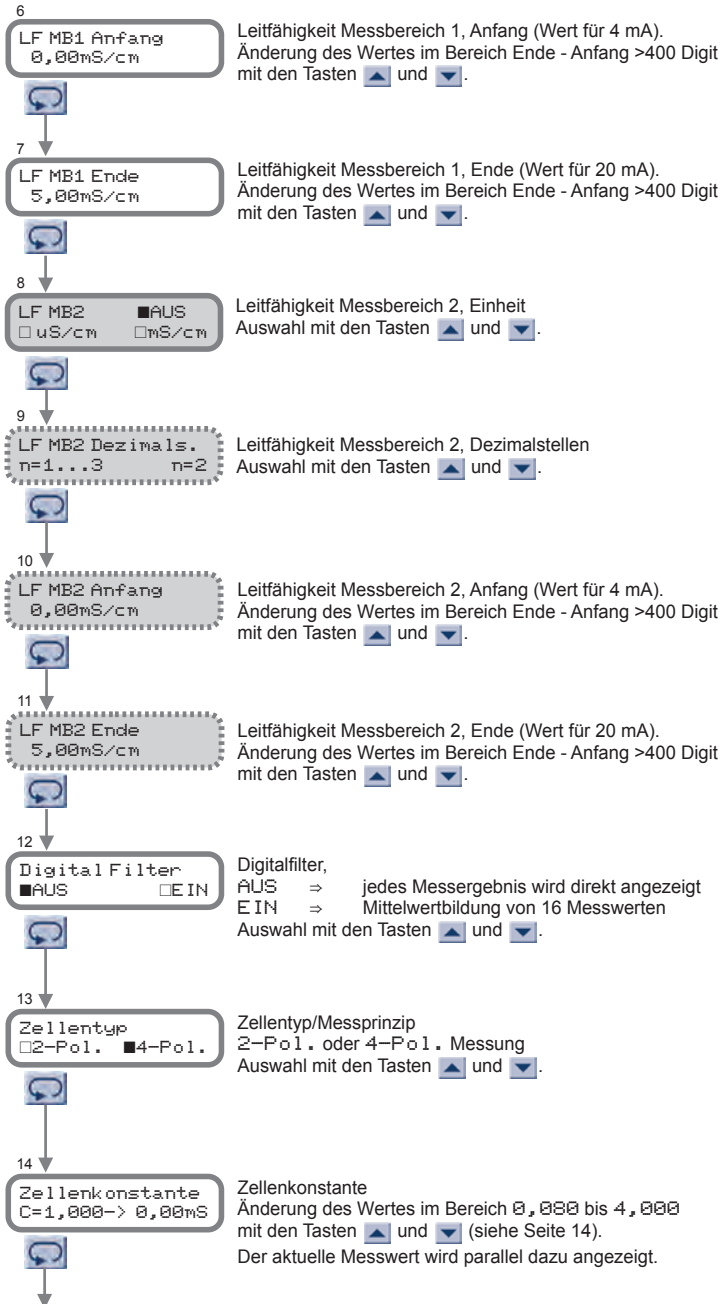 6
LF MB1 Anfang
0,00mS/cm
Leitfähigkeit Messbereich 1, Anfang (Wert für 4 mA).
Änderung des Wertes im Bereich Ende - Anfang >400 Digit
mit den Tasten ▲ und ▼.
7
LF MB1 Ende
5,00mS/cm
Leitfähigkeit Messbereich 1, Ende (Wert für 20 mA).
Änderung des Wertes im Bereich Ende - Anfang >400 Digit
mit den Tasten ▲ und ▼.
8
LF MB2 ■AUS
□uS/cm □mS/cm
Leitfähigkeit Messbereich 2, Einheit
Auswahl mit den Tasten ▲ und ▼.
9
LF MB2 Dezimals.
n=1...3 n=2
Leitfähigkeit Messbereich 2, Dezimalstellen
Auswahl mit den Tasten ▲ und ▼.
10
LF MB2 Anfang
0,00mS/cm
Leitfähigkeit Messbereich 2, Anfang (Wert für 4 mA).
Änderung des Wertes im Bereich Ende - Anfang >400 Digit
mit den Tasten ▲ und ▼.
11
LF MB2 Ende
5,00mS/cm
Leitfähigkeit Messbereich 2, Ende (Wert für 20 mA).
Änderung des Wertes im Bereich Ende - Anfang >400 Digit
mit den Tasten ▲ und ▼.
12
Digital Filter
■AUS □EIN
Digitalfilter,
AUS ⇒ jedes Messergebnis wird direkt angezeigt
EIN ⇒ Mittelwertbildung von 16 Messwerten
Auswahl mit den Tasten ▲ und ▼.
13
Zellentyp
□2-Pol. ■4-Pol.
Zellentyp/Messprinzip
2-Pol. oder 4-Pol. Messung
Auswahl mit den Tasten ▲ und ▼.
14
Zellenkonstante
C=1,000-> 0,00mS
Zellenkonstante
Änderung des Wertes im Bereich 0,080 bis 4,000
mit den Tasten ▲ und ▼ (siehe Seite 14).
Der aktuelle Messwert wird parallel dazu angezeigt.